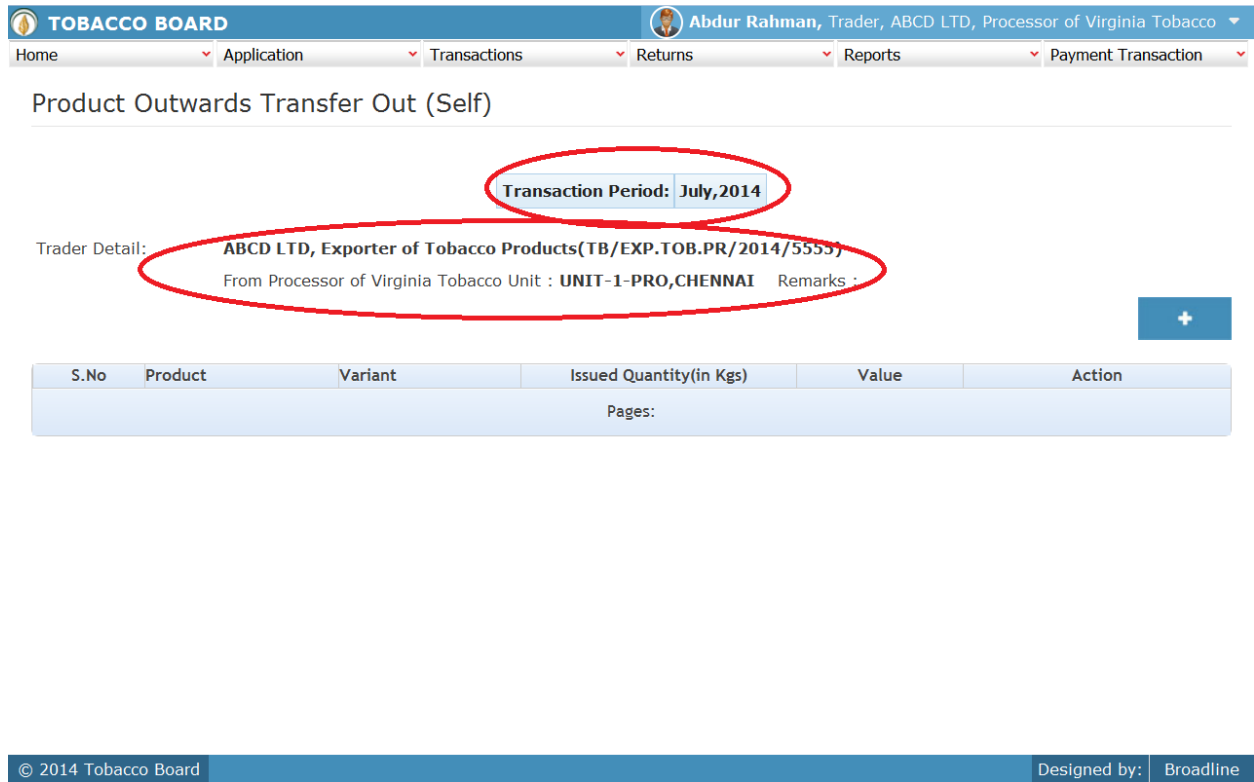 TOBACCO BOARD Abdur Rahman, Trader, ABCD LTD, Processor of Virginia Tobacco
Home Application Transactions Returns Reports Payment Transaction
Product Outwards Transfer Out (Self)
Transaction Period: July,2014
Trader Detail: ABCD LTD, Exporter of Tobacco Products(TB/EXP.TOB.PR/2014/5555)
From Processor of Virginia Tobacco Unit : UNIT-1-PRO,CHENNAI Remarks :
+
S.No Product Variant Issued Quantity(in Kgs) Value Action
Pages:
© 2014 Tobacco Board Designed by: Broadline